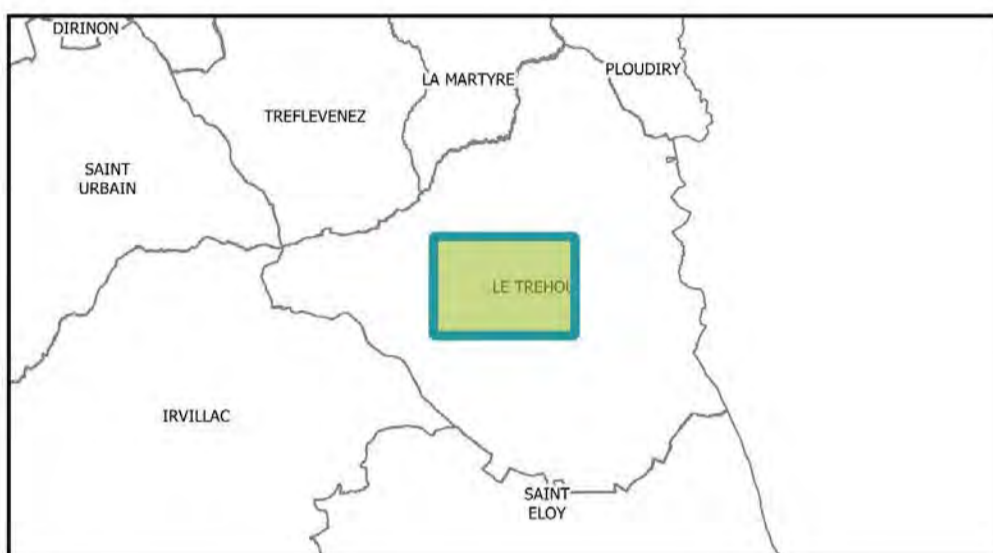 DIRINON
LA MARTYRE
PLOUDIRY
TREFLEVENEZ
SAINT
URBAIN
LE TREHOU
IRVILLAC
SAINT
ELOY